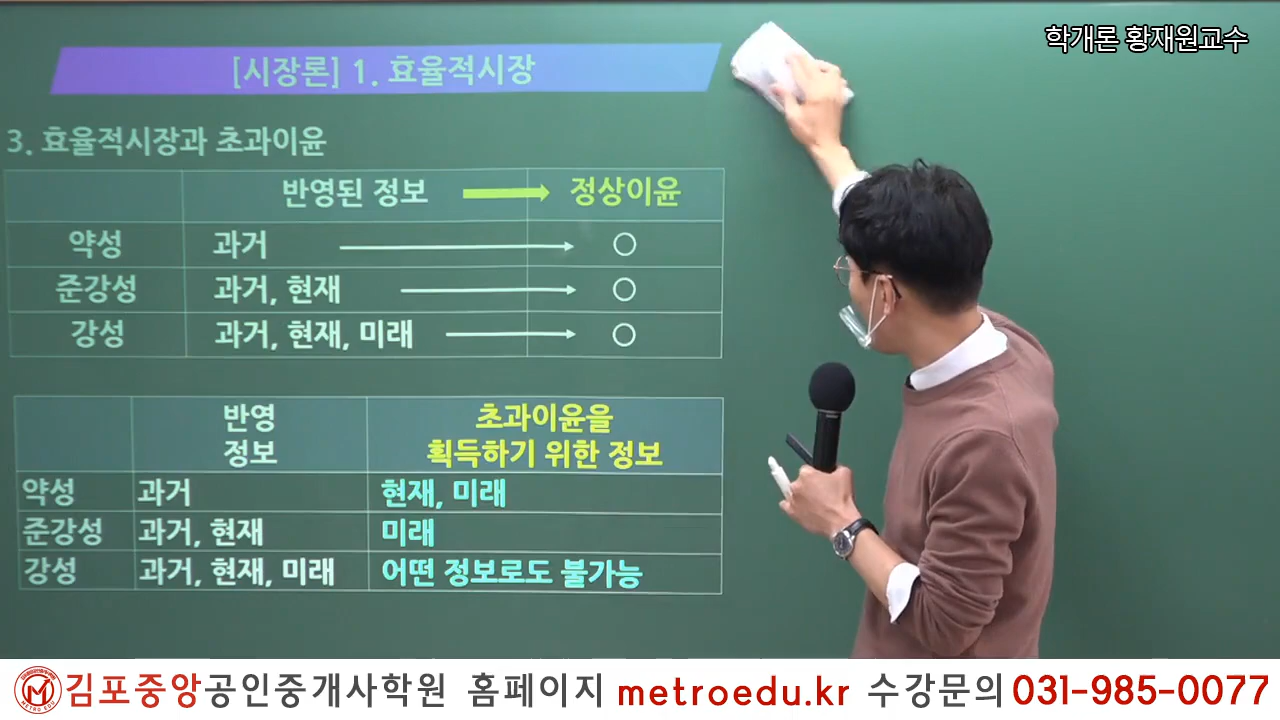 학개론 황재원교수
[시장론] 1. 효율적시장
3. 효율적시장과 초과이윤
반영된 정보 정상이윤
약성 과거 ○
준강성 과거, 현재 ○
강성 과거, 현재, 미래 ○
반영 정보 초과이윤을 획득하기 위한 정보
약성 과거 현재, 미래
준강성 과거, 현재 미래
강성 과거, 현재, 미래 어떤 정보로도 불가능
METRO EDU 김포중앙공인중개사학원 홈페이지 metroedu.kr 수강문의 031-985-0077